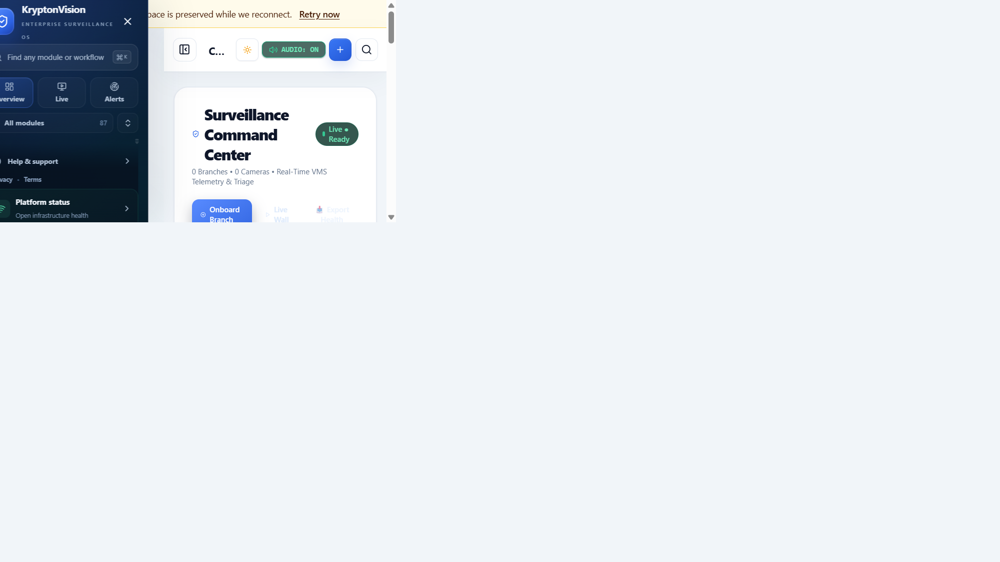 KryptonVision
ENTERPRISE SURVEILLANCE
OS
Find any module or workflow ⌘K
verview
Live
Alerts
All modules 87
Help & support
vacy • Terms
Platform status
Open infrastructure health
pace is preserved while we reconnect. Retry now
C...
AUDIO: ON
Surveillance
Command
Center
Live ●
Ready
0 Branches • 0 Cameras • Real-Time VMS
Telemetry & Triage
Onboard
Branch
Live
Wall
Export
Health